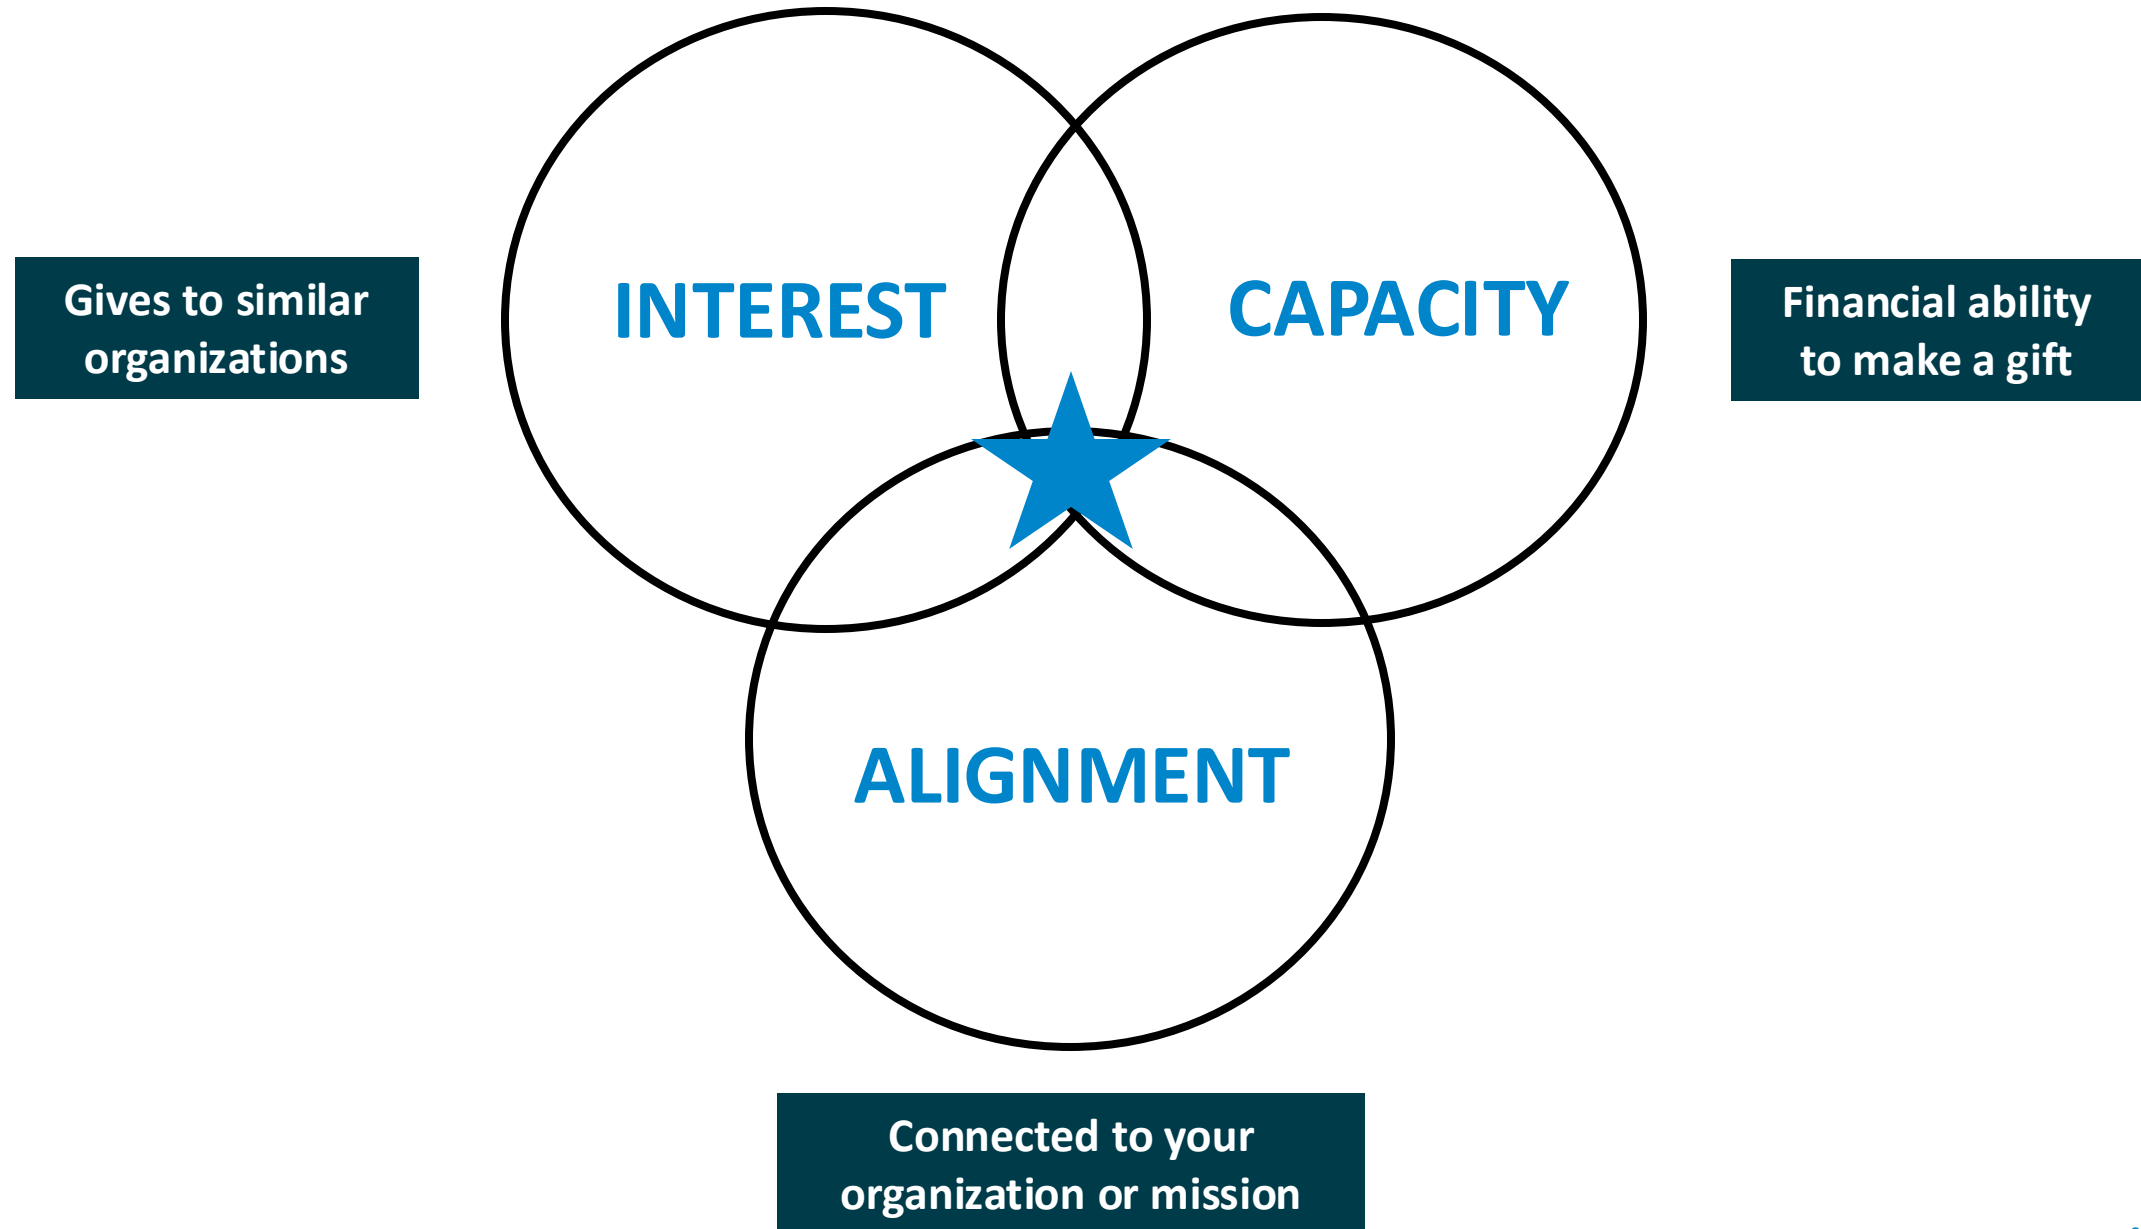 INTEREST
CAPACITY
Gives to similar
organizations
Financial ability
to make a gift
ALIGNMENT
Connected to your
organization or mission